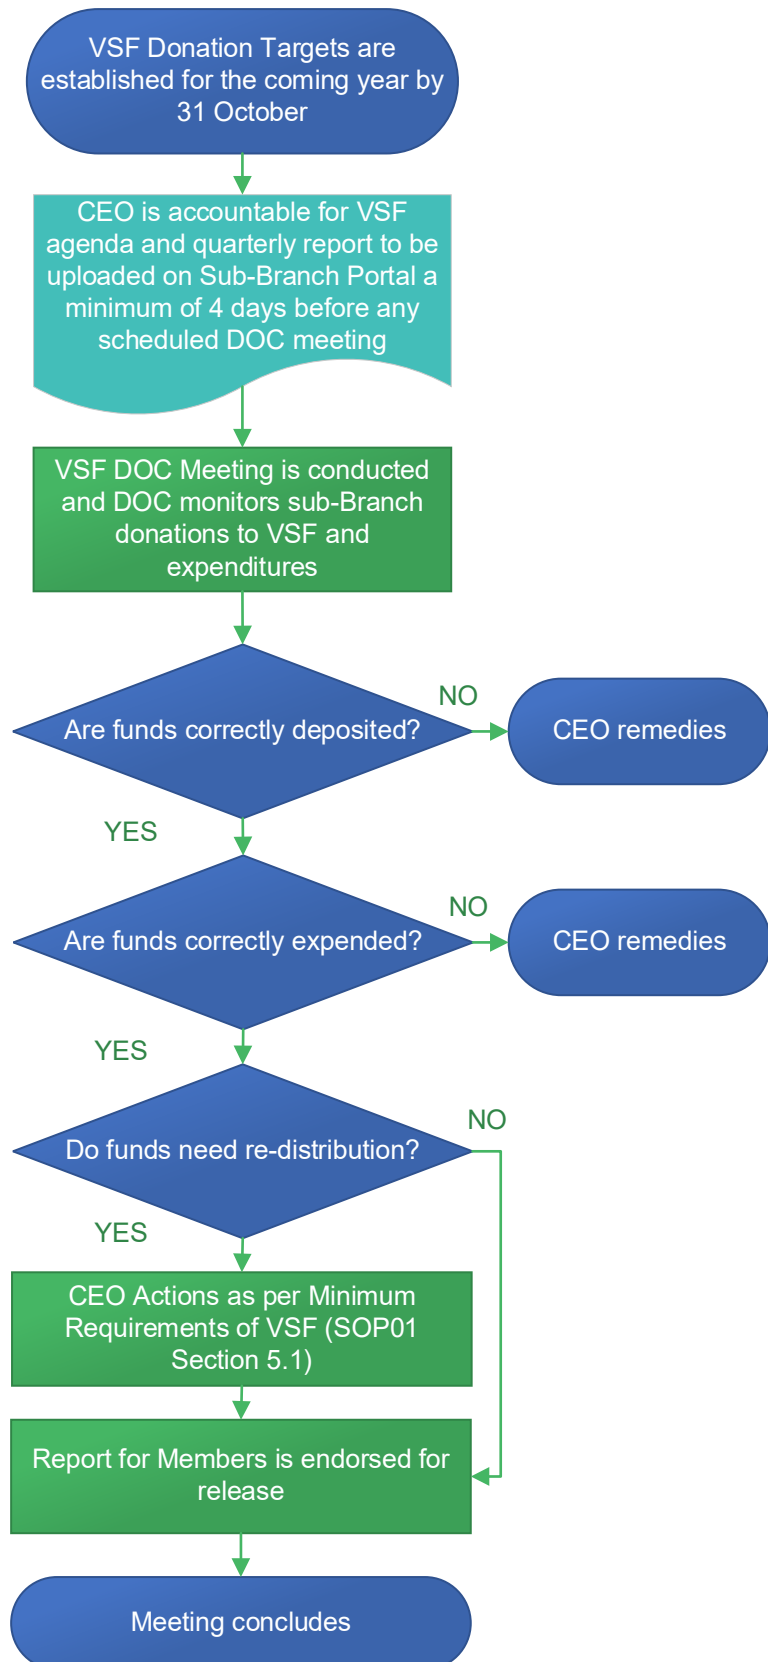 VSF Donation Targets are
established for the coming year by
31 October
CEO is accountable for VSF
agenda and quarterly report to be
uploaded on Sub-Branch Portal a
minimum of 4 days before any
scheduled DOC meeting
VSF DOC Meeting is conducted
and DOC monitors sub-Branch
donations to VSF and
expenditures
Are funds correctly deposited?
NO
CEO remedies
YES
Are funds correctly expended?
NO
CEO remedies
YES
Do funds need re-distribution?
NO
YES
CEO Actions as per Minimum
Requirements of VSF (SOP01
Section 5.1)
Report for Members is endorsed for
release
Meeting concludes